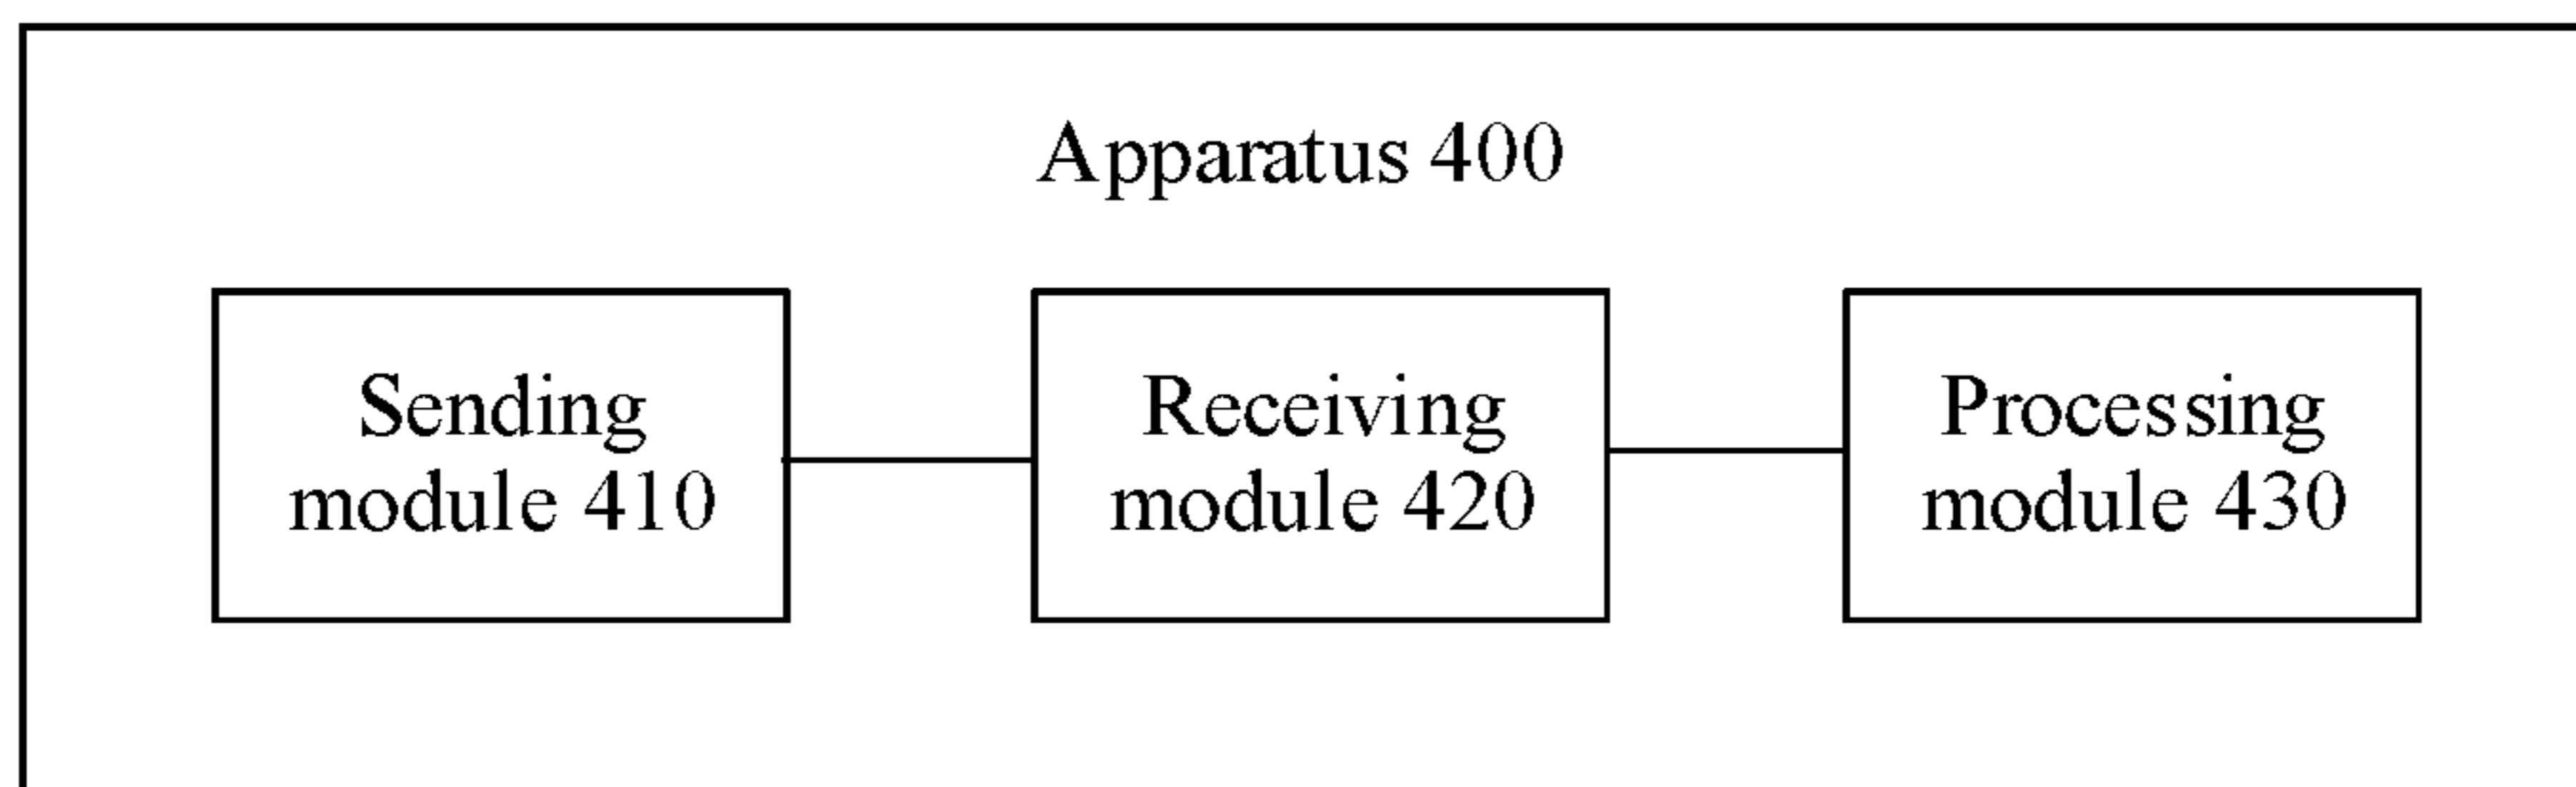 Apparatus 400
Sending
module 410
Receiving
module 420
Processing
module 430